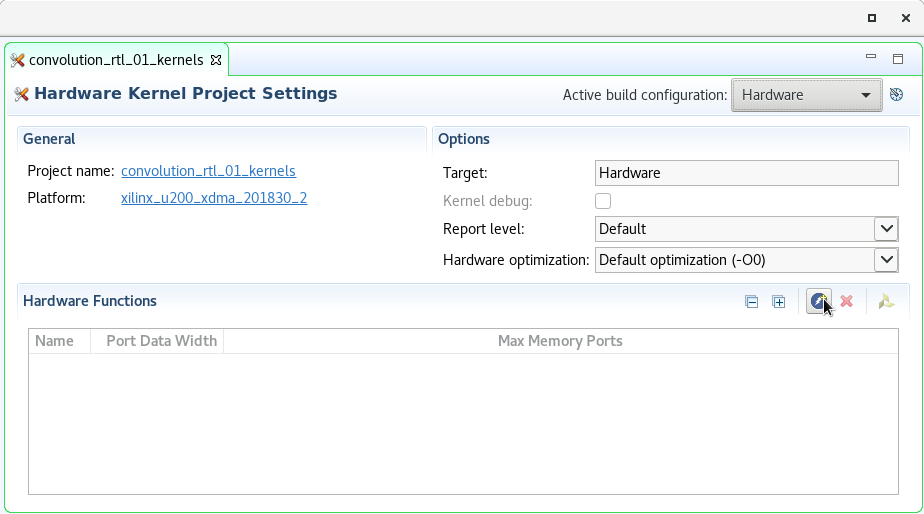 convolution_rtl_01_kernels
Hardware Kernel Project Settings
Active build configuration: Hardware
General
Project name: convolution_rtl_01_kernels
Platform: xilinx_u200_xdma_201830_2
Options
Target: Hardware
Kernel debug:
Report level: Default
Hardware optimization: Default optimization (-O0)
Hardware Functions
Name Port Data Width Max Memory Ports